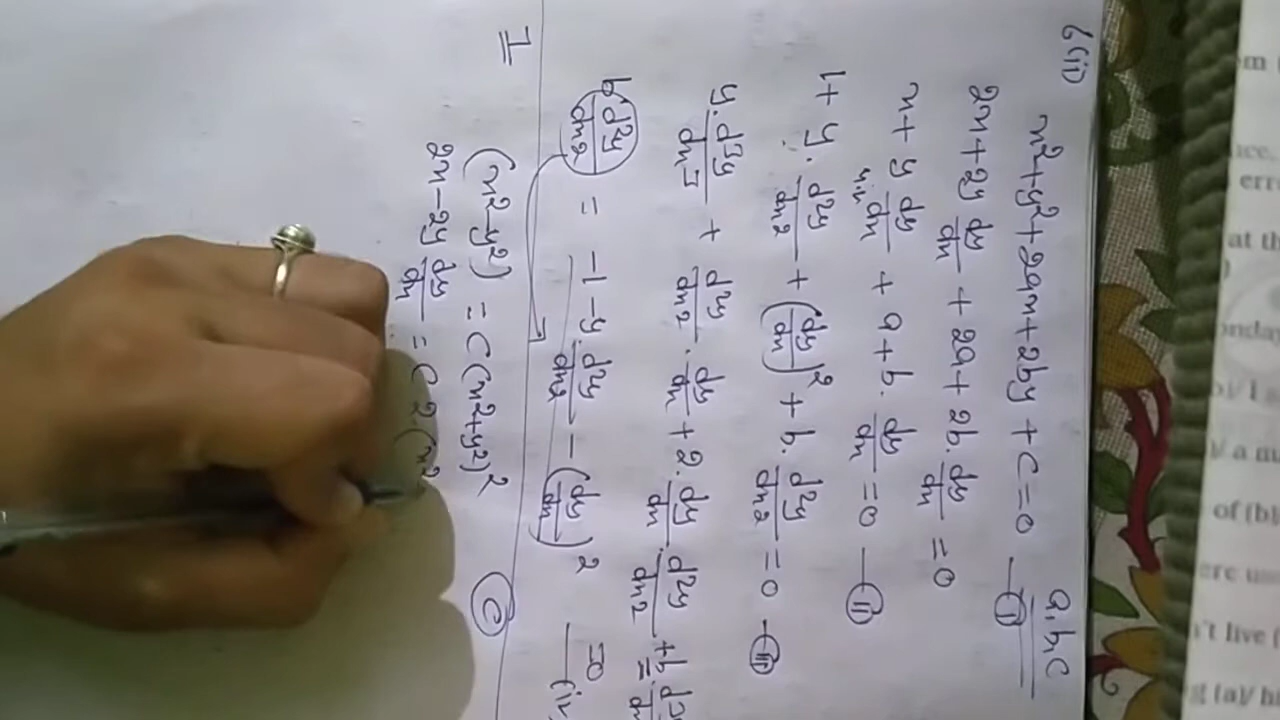 6(ii)
x²+y²+2ax+2by+c=0 —(i) a,b,c
2x+2y dy/dx + 2a+2b.dy/dx =0
x+y dy/dx + a+b.dy/dx =0 —(ii)
1+y.d²y/dx² + (dy/dx)² + b.d²y/dx² =0 —(iii)
y.d³y/dx³ + d²y/dx².dy/dx + 2.dy/dx d²y/dx² + b.
=0
b d²y/dx² = -1-y.d²y/dx² - (dy/dx)² —(iv
7 (x²-y²) = C(x²+y²)² (C)
2x-2y dy/dx = C 2.(x²